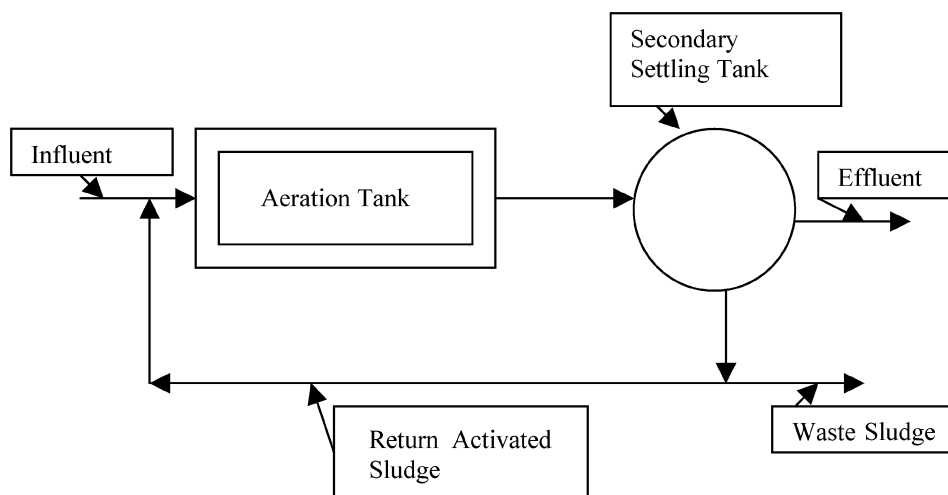 Secondary
Settling Tank
Influent
Aeration Tank
Effluent
Return Activated
Sludge
Waste Sludge